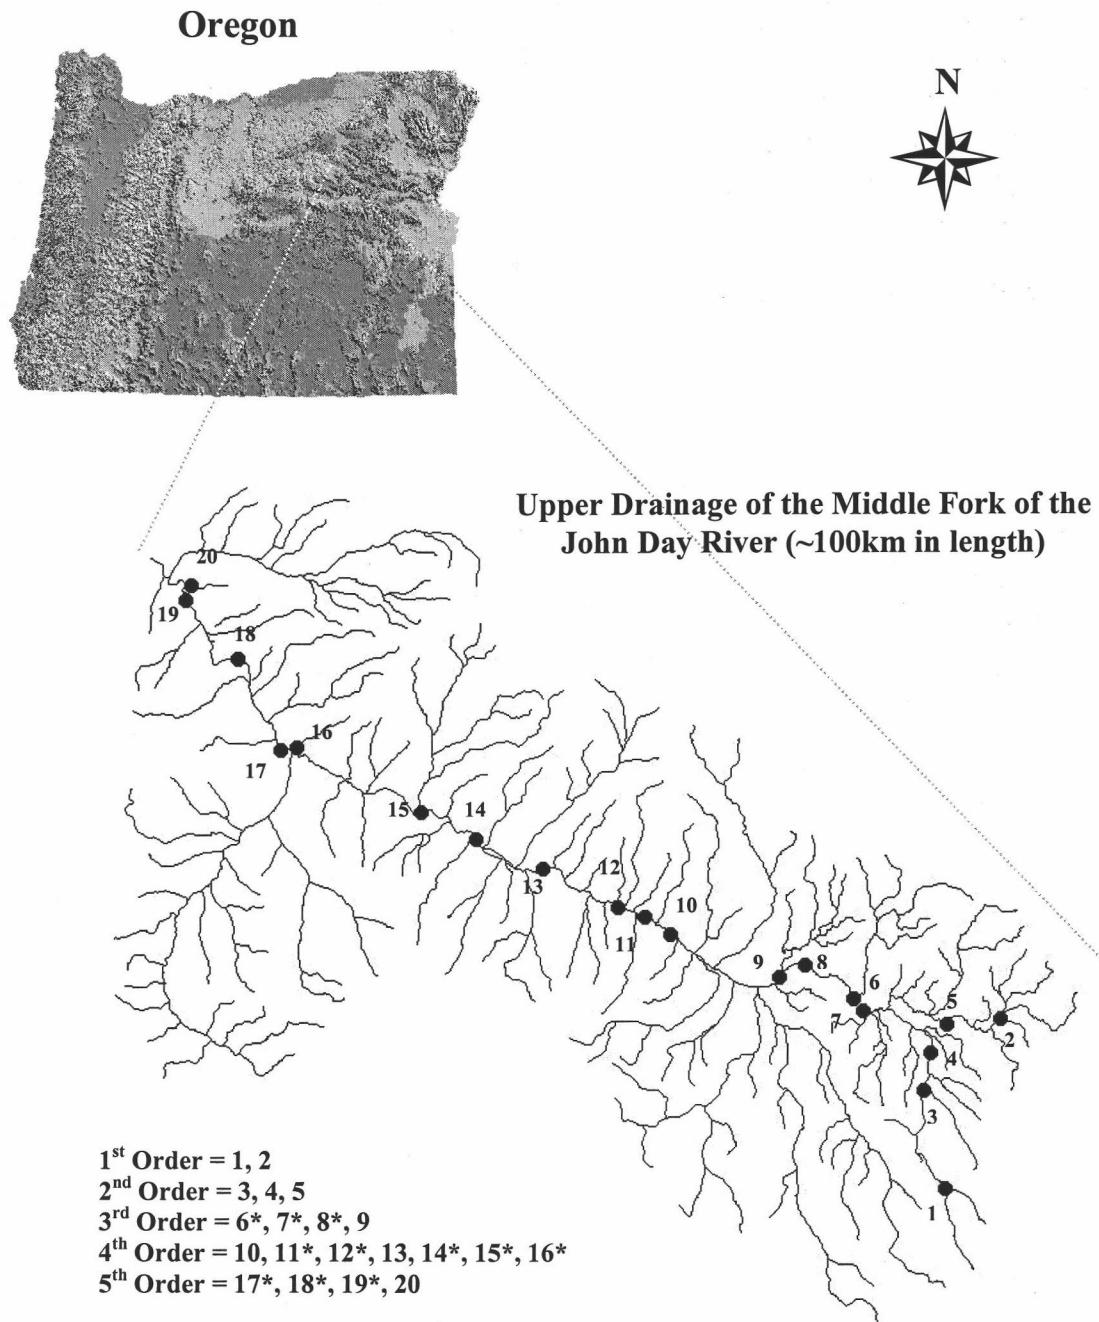 Oregon
N
Upper Drainage of the Middle Fork of the
John Day River (~100km in length)
20
19
18
16
17
15
14
13
12
11
10
9
8
6
7
5
2
4
3
1
1st Order = 1, 2
2nd Order = 3, 4, 5
3rd Order = 6*, 7*, 8*, 9
4th Order = 10, 11*, 12*, 13, 14*, 15*, 16*
5th Order = 17*, 18*, 19*, 20